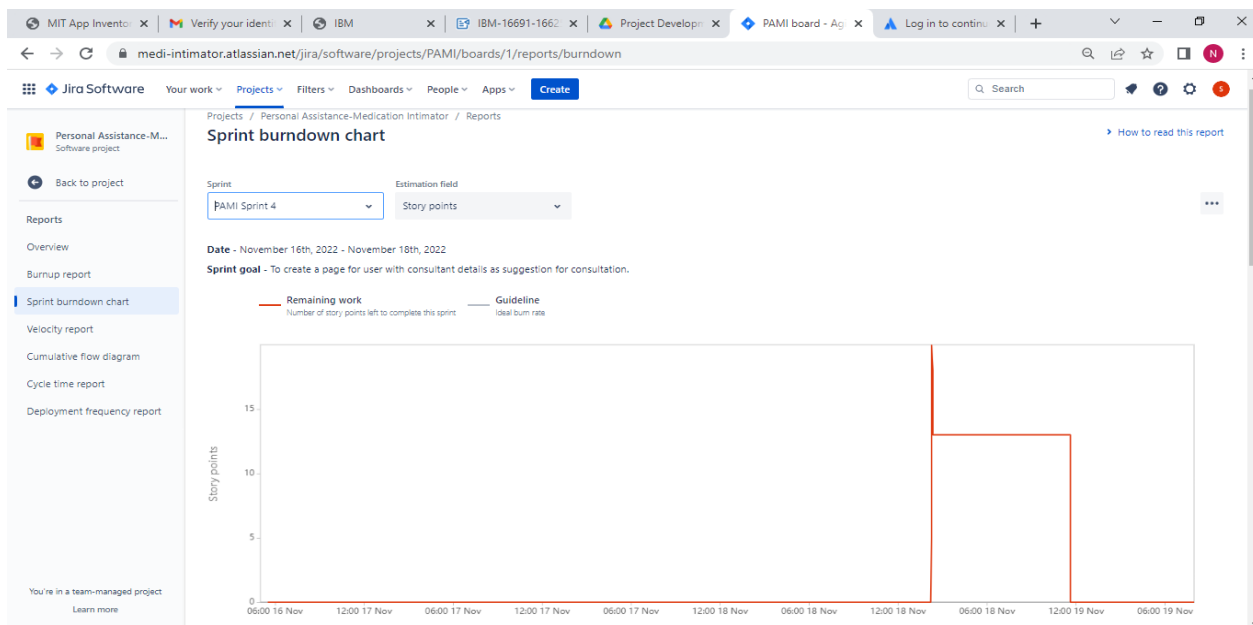 MIT App Inventor
Verify your identi
IBM
IBM-16691-1662
Project Developm
PAMI board - Ag
Log in to continu
medi-intimator.atlassian.net/jira/software/projects/PAMI/boards/1/reports/burndown
N
Jira Software
Your work
Projects
Filters
Dashboards
People
Apps
Create
Search
S
Personal Assistance-M...
Software project
Back to project
Reports
Overview
Burnup report
Sprint burndown chart
Velocity report
Cumulative flow diagram
Cycle time report
Deployment frequency report
You're in a team-managed project
Learn more
Projects / Personal Assistance-Medication Intimator / Reports
Sprint burndown chart
How to read this report
Sprint
Estimation field
PAMI Sprint 4
Story points
Date - November 16th, 2022 - November 18th, 2022
Sprint goal - To create a page for user with consultant details as suggestion for consultation.
Remaining work
Number of story points left to complete this sprint
Guideline
Ideal burn rate
Story points
15
10
5
0
06:00 16 Nov
12:00 17 Nov
06:00 17 Nov
12:00 17 Nov
06:00 17 Nov
12:00 18 Nov
06:00 18 Nov
12:00 18 Nov
06:00 18 Nov
12:00 19 Nov
06:00 19 Nov